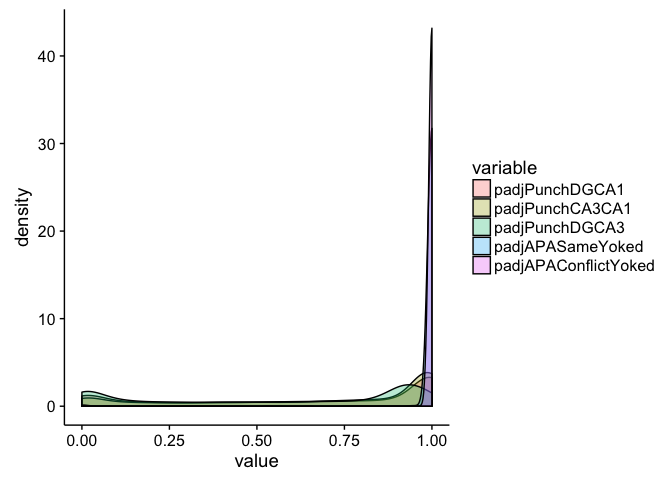 density
40
30
20
10
0
0.00 0.25 0.50 0.75 1.00
value
variable
padjPunchDGCA1
padjPunchCA3CA1
padjPunchDGCA3
padjAPASameYoked
padjAPAConflictYoked